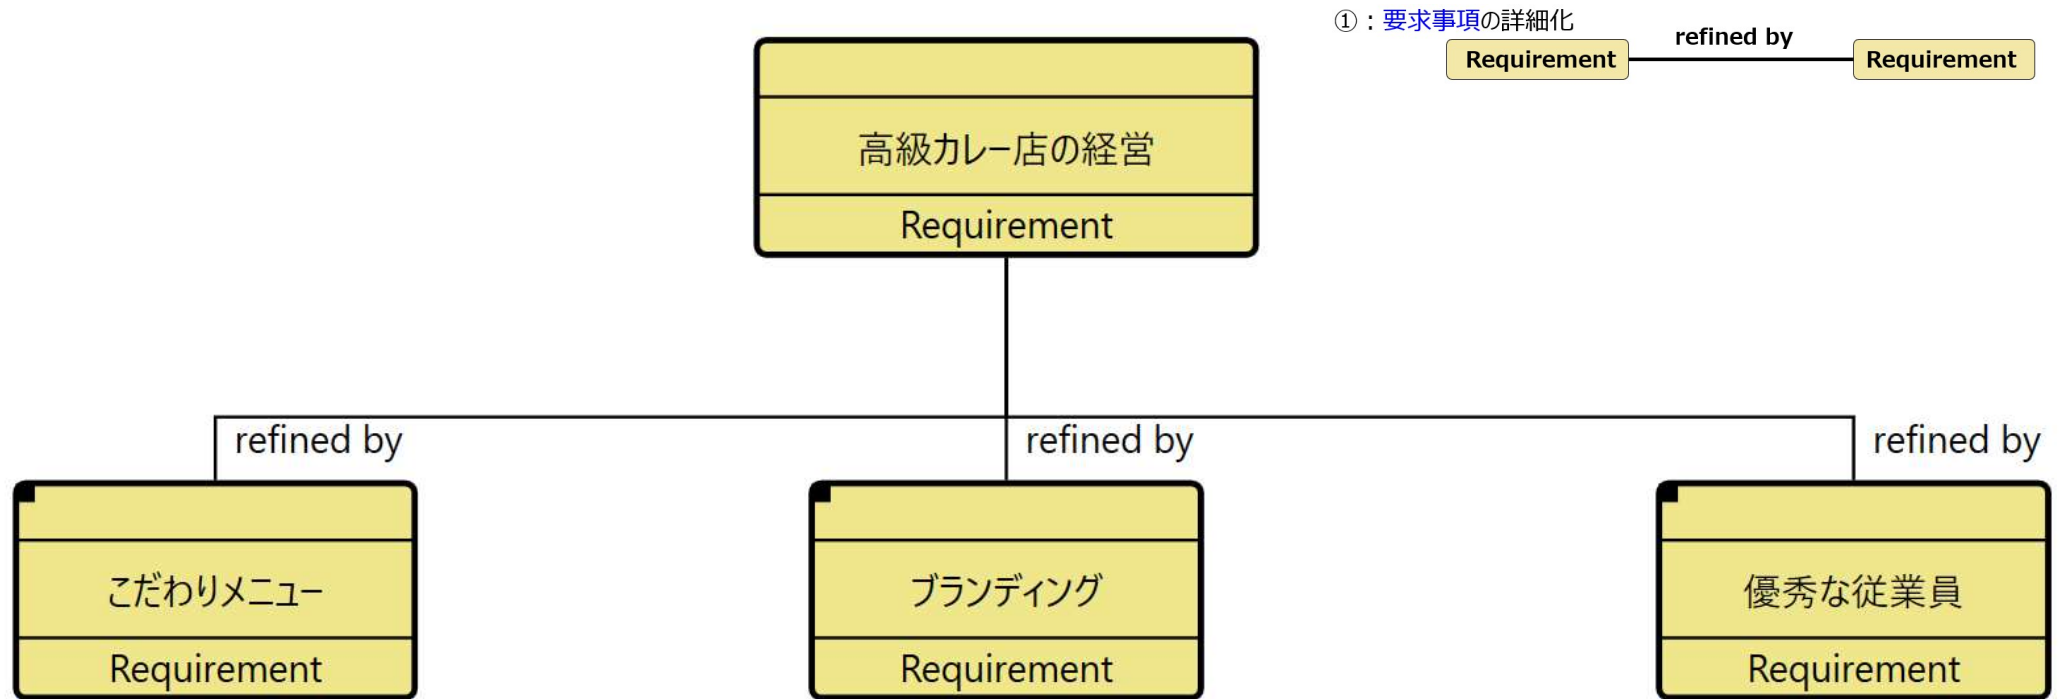 ①：要求事項の詳細化
refined by
Requirement
Requirement
高級カレー店の経営
Requirement
refined by
refined by
refined by
こだわりメニュー
Requirement
ブランディング
Requirement
優秀な従業員
Requirement